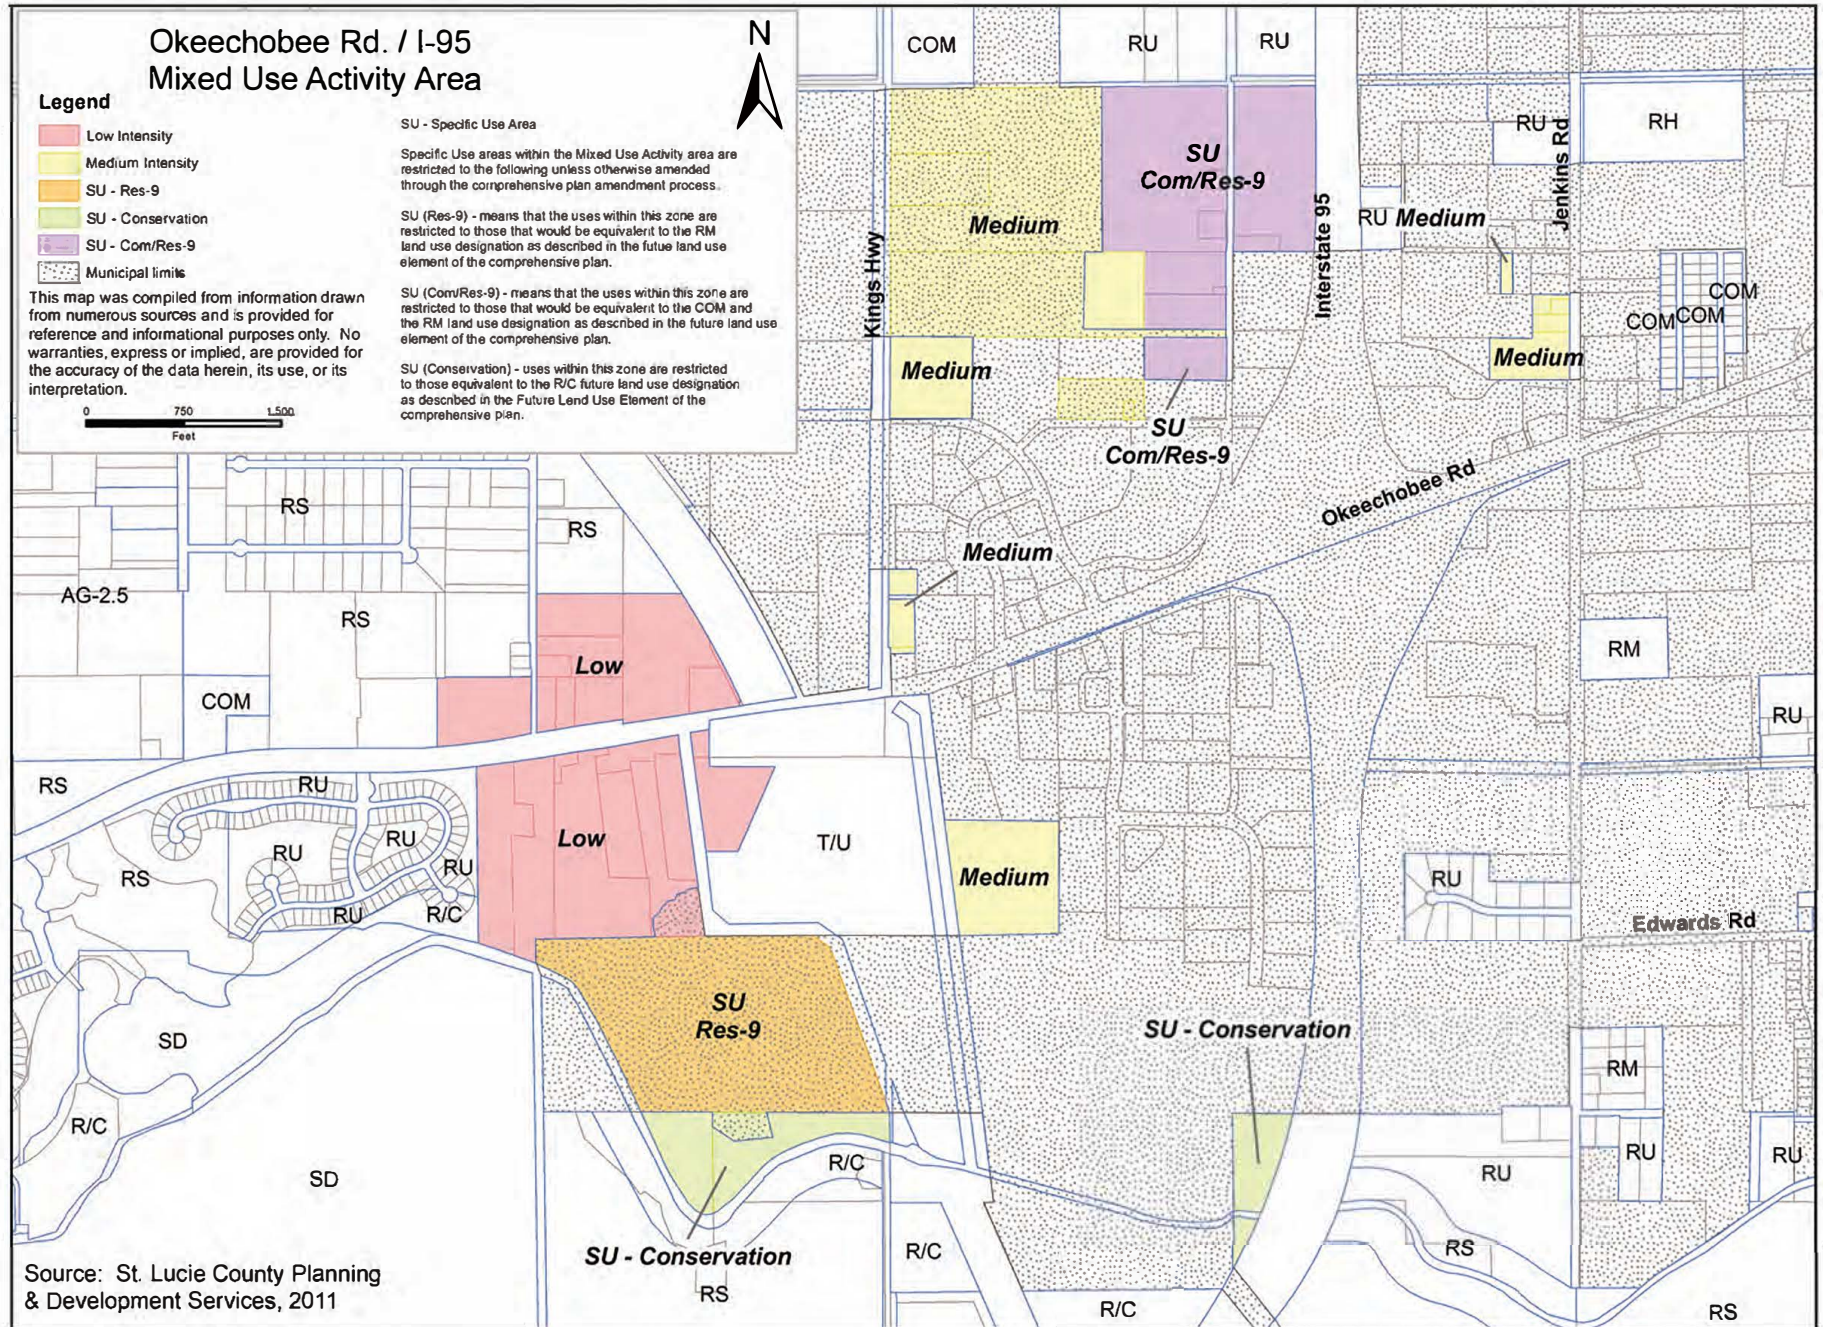 Okeechobee Rd. / I-95
Mixed Use Activity Area
N
Legend
Low Intensity
Medium Intensity
SU - Res-9
SU - Conservation
SU - Com/Res-9
Municipal limits
This map was compiled from information drawn
from numerous sources and is provided for
reference and informational purposes only. No
warranties, express or implied, are provided for
the accuracy of the data herein, its use, or its
interpretation.
0 750 1,500
Feet
SU - Specific Use Area
Specific Use areas within the Mixed Use Activity area are
restricted to the following unless otherwise amended
through the comprehensive plan amendment process.
SU (Res-9) - means that the uses within this zone are
restricted to those that would be equivalent to the RM
land use designation as described in the futue land use
element of the comprehensive plan.
SU (Com/Res-9) - means that the uses within this zone are
restricted to those that would be equivalent to the COM and
the RM land use designation as described in the future land use
element of the comprehensive plan.
SU (Conservation) - uses within this zone are restricted
to those equivalent to the R/C future land use designation
as described in the Future Land Use Element of the
comprehensive plan.
COM
RU
RU
RU
RH
Jenkins Rd
SU
Com/Res-9
Medium
Kings Hwy
Interstate 95
RU
Medium
COM
COM
COM
Medium
Medium
SU
Com/Res-9
Okeechobee Rd
RS
RS
Medium
AG-2.5
RS
RM
Low
COM
RU
RS
RU
RU
RU
RU
RS
RU
R/C
Low
T/U
Medium
RU
Edwards Rd
SU
Res-9
SU - Conservation
SD
RM
R/C
R/C
RU
RU
RU
SD
SU - Conservation
R/C
RS
RS
R/C
RS
Source: St. Lucie County Planning
& Development Services, 2011